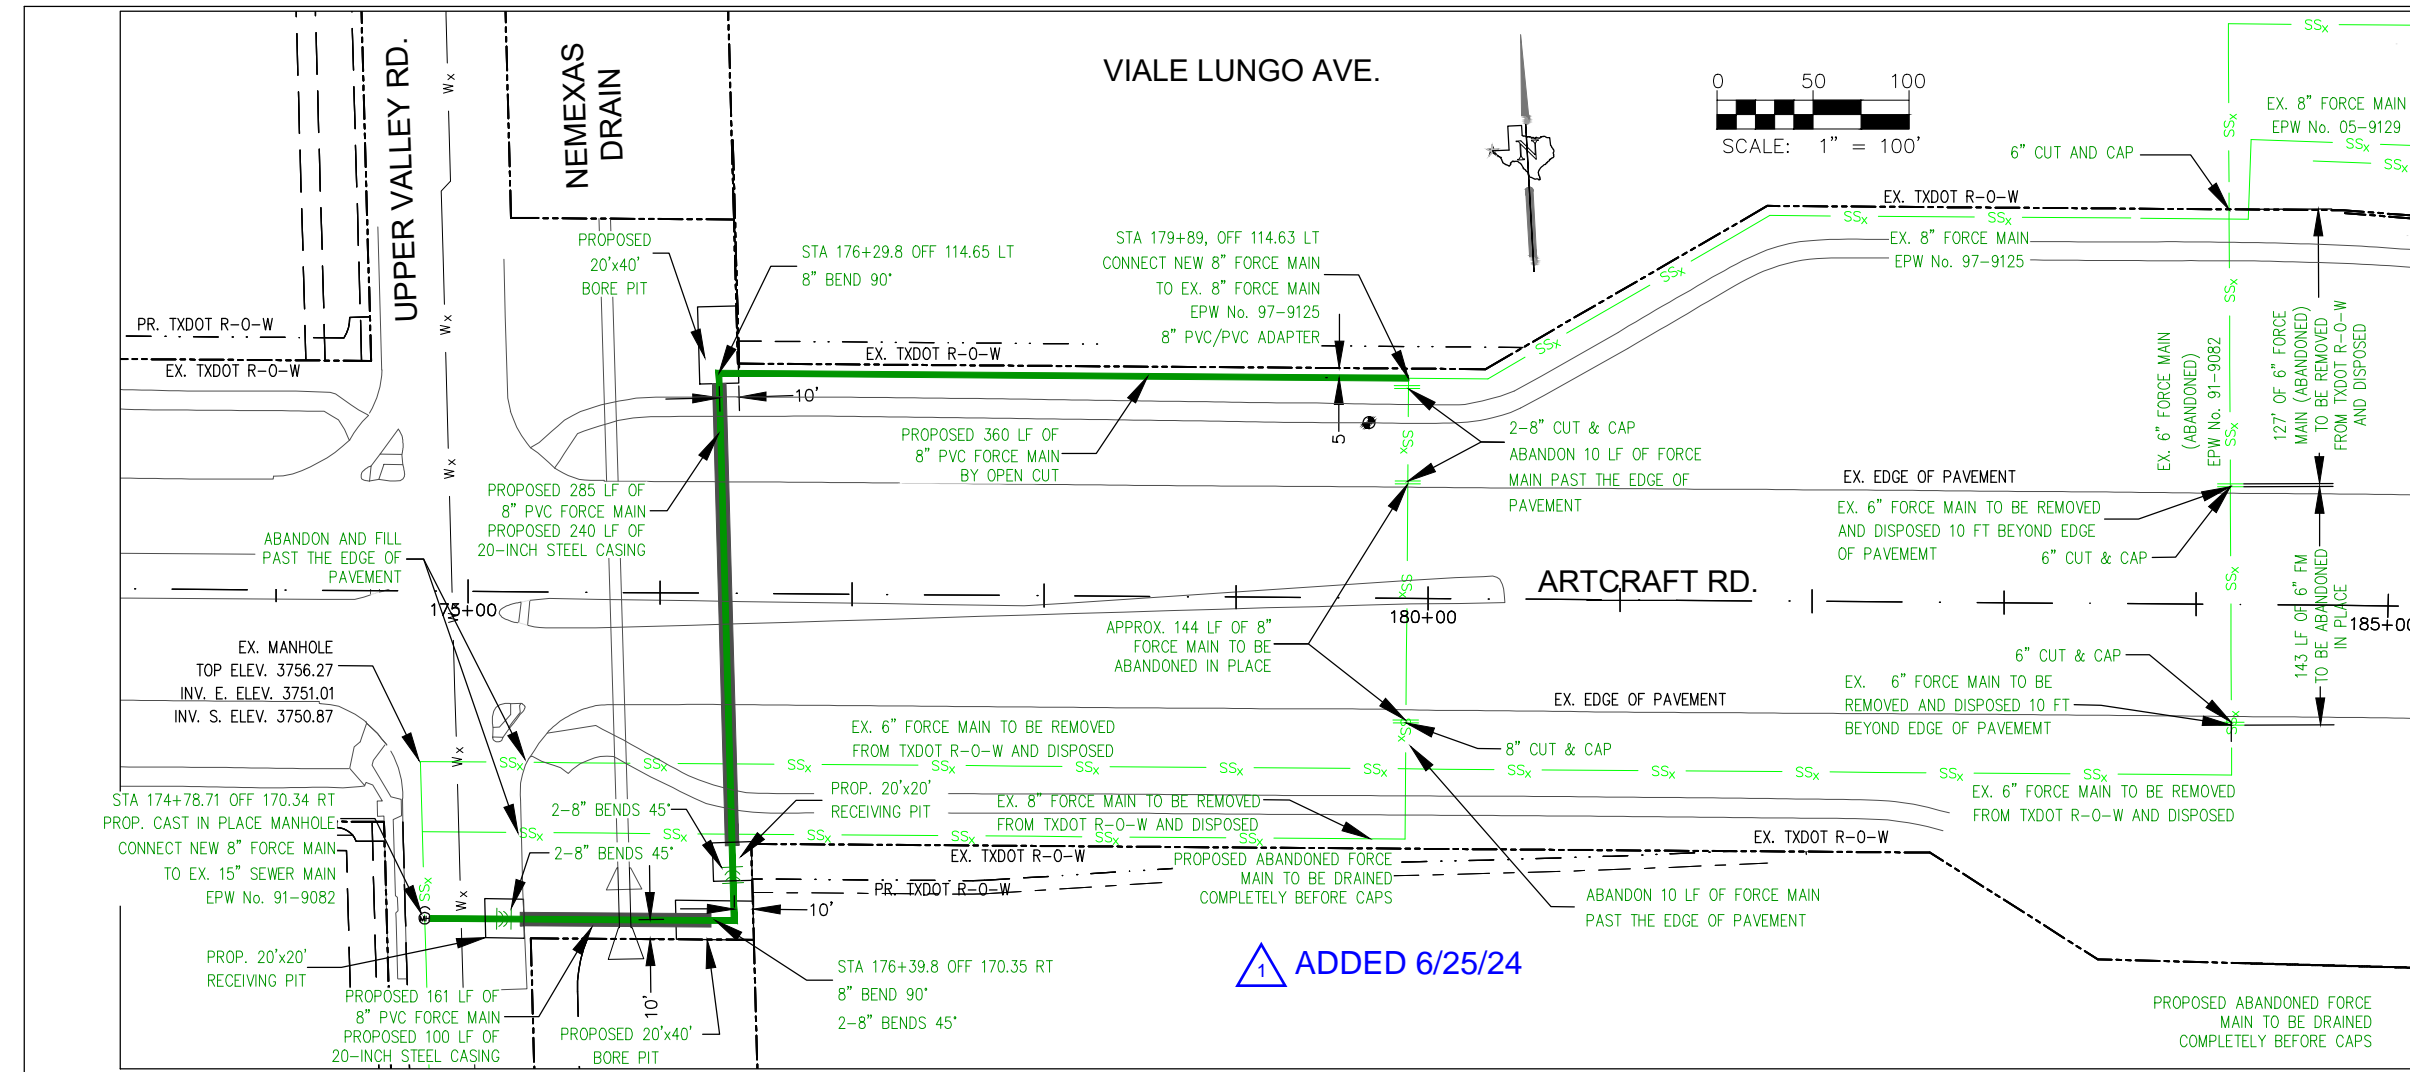 UPPER VALLEY RD.
NEMEXAS
DRAIN
VIALE LUNGO AVE.
0 50 100
SCALE: 1" = 100'
N
EX. 8" FORCE MAIN
EPW No. 05-9129
6" CUT AND CAP
EX. TXDOT R-O-W
EX. 8" FORCE MAIN
EPW No. 97-9125
PROPOSED
20'x40'
BORE PIT
STA 176+29.8 OFF 114.65 LT
8" BEND 90°
STA 179+89, OFF 114.63 LT
CONNECT NEW 8" FORCE MAIN
TO EX. 8" FORCE MAIN
EPW No. 97-9125
8" PVC/PVC ADAPTER
PR. TXDOT R-O-W
EX. TXDOT R-O-W
EX. TXDOT R-O-W
10'
5
PROPOSED 360 LF OF
8" PVC FORCE MAIN
BY OPEN CUT
2-8" CUT & CAP
ABANDON 10 LF OF FORCE
MAIN PAST THE EDGE OF
PAVEMENT
EX. 6" FORCE MAIN
(ABANDONED)
EPW No. 91-9082
127' OF 6" FORCE
MAIN (ABANDONED)
TO BE REMOVED
FROM TXDOT R-O-W
AND DISPOSED
EX. EDGE OF PAVEMENT
EX. 6" FORCE MAIN TO BE REMOVED
AND DISPOSED 10 FT BEYOND EDGE
OF PAVEMEMT
6" CUT & CAP
PROPOSED 285 LF OF
8" PVC FORCE MAIN
PROPOSED 240 LF OF
20-INCH STEEL CASING
ABANDON AND FILL
PAST THE EDGE OF
PAVEMENT
175+00
ARTCRAFT RD.
180+00
185+00
143 LF OF 6" FM
TO BE ABANDONED
IN PLACE
EX. MANHOLE
TOP ELEV. 3756.27
INV. E. ELEV. 3751.01
INV. S. ELEV. 3750.87
APPROX. 144 LF OF 8"
FORCE MAIN TO BE
ABANDONED IN PLACE
6" CUT & CAP
EX. 6" FORCE MAIN TO BE
REMOVED AND DISPOSED 10 FT
BEYOND EDGE OF PAVEMEMT
EX. EDGE OF PAVEMENT
EX. 6" FORCE MAIN TO BE REMOVED
FROM TXDOT R-O-W AND DISPOSED
8" CUT & CAP
STA 174+78.71 OFF 170.34 RT
PROP. CAST IN PLACE MANHOLE
CONNECT NEW 8" FORCE MAIN
TO EX. 15" SEWER MAIN
EPW No. 91-9082
2-8" BENDS 45°
2-8" BENDS 45°
PROP. 20'x20'
RECEIVING PIT
EX. 8" FORCE MAIN TO BE REMOVED
FROM TXDOT R-O-W AND DISPOSED
EX. 6" FORCE MAIN TO BE REMOVED
FROM TXDOT R-O-W AND DISPOSED
EX. TXDOT R-O-W
EX. TXDOT R-O-W
PR. TXDOT R-O-W
PROPOSED ABANDONED FORCE
MAIN TO BE DRAINED
COMPLETELY BEFORE CAPS
ABANDON 10 LF OF FORCE MAIN
PAST THE EDGE OF PAVEMENT
10'
PROP. 20'x20'
RECEIVING PIT
PROPOSED 161 LF OF
8" PVC FORCE MAIN
PROPOSED 100 LF OF
20-INCH STEEL CASING
10'
PROPOSED 20'x40'
BORE PIT
STA 176+39.8 OFF 170.35 RT
8" BEND 90°
2-8" BENDS 45°
1 ADDED 6/25/24
PROPOSED ABANDONED FORCE
MAIN TO BE DRAINED
COMPLETELY BEFORE CAPS